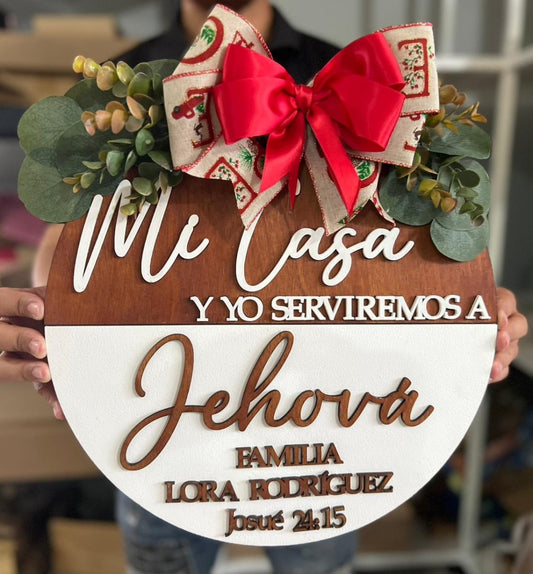 Mi Casa
Y YO SERVIREMOS A
Jehová
FAMILIA
LORA RODRÍGUEZ
Josué 24:15